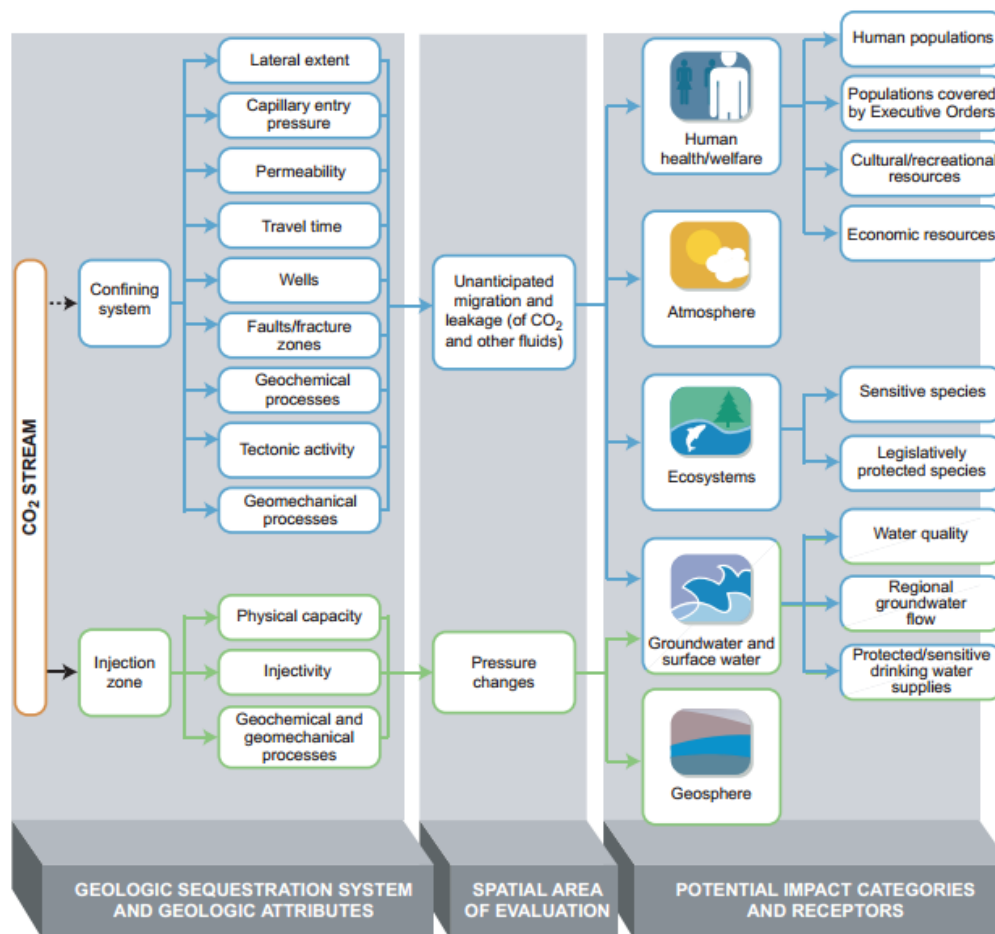 CO₂ STREAM
Confining
system
Injection
zone
Lateral extent
Capillary entry
pressure
Permeability
Travel time
Wells
Faults/fracture
zones
Geochemical
processes
Tectonic activity
Geomechanical
processes
Physical capacity
Injectivity
Geochemical and
geomechanical
processes
Unanticipated
migration and
leakage (of CO₂
and other fluids)
Pressure
changes
Human
health/welfare
Atmosphere
Ecosystems
Groundwater and
surface water
Geosphere
Human populations
Populations covered
by Executive Orders
Cultural/recreational
resources
Economic resources
Sensitive species
Legislatively
protected species
Water quality
Regional
groundwater
flow
Protected/sensitive
drinking water
supplies
GEOLOGIC SEQUESTRATION SYSTEM
AND GEOLOGIC ATTRIBUTES
SPATIAL AREA
OF EVALUATION
POTENTIAL IMPACT CATEGORIES
AND RECEPTORS